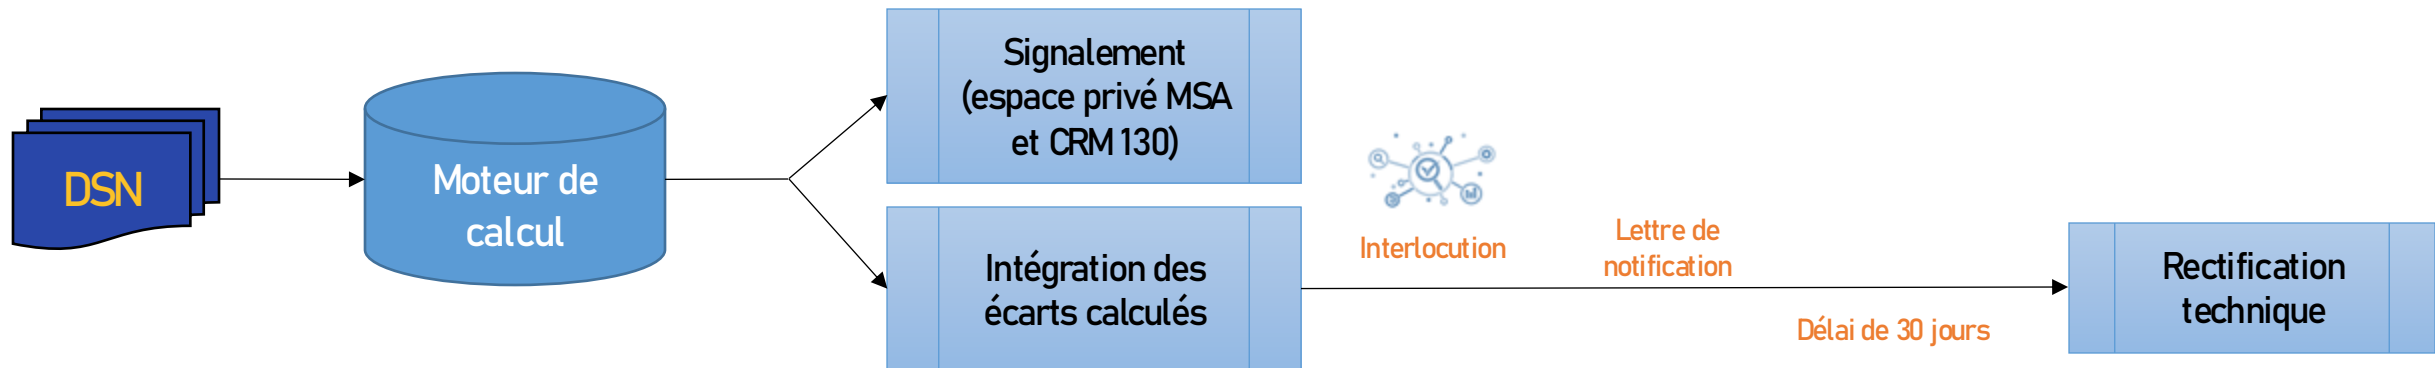 DSN
Moteur de
calcul
Signalement
(espace privé MSA
et CRM 130)
Intégration des
écarts calculés
Interlocution
Lettre de
notification
Délai de 30 jours
Rectification
technique